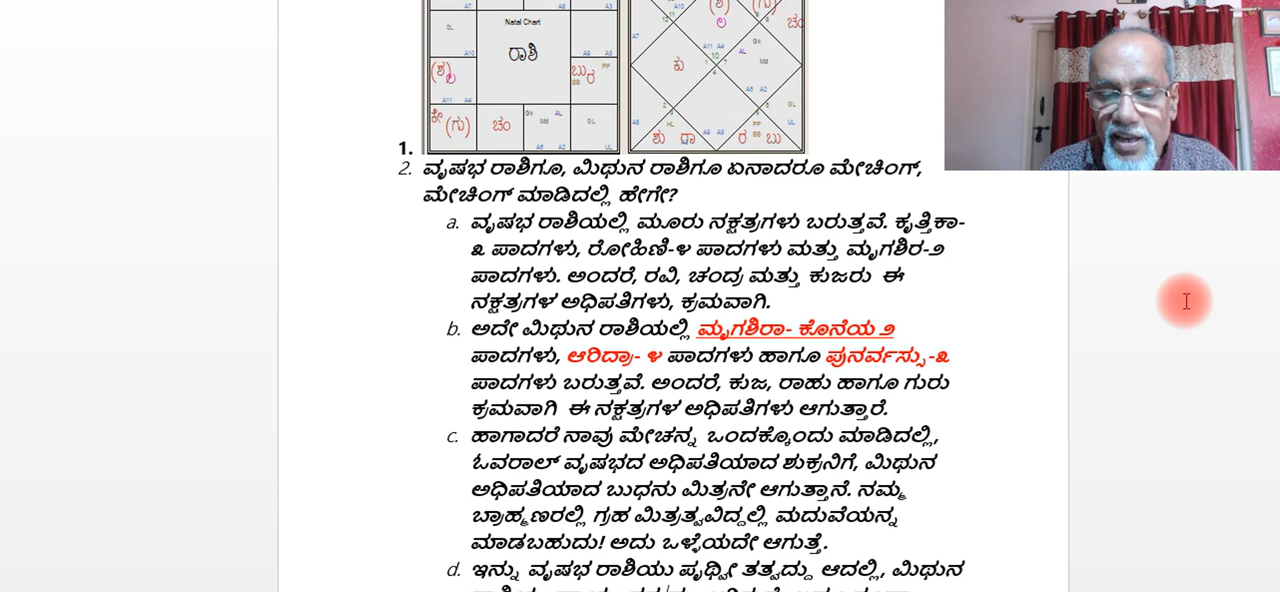 Natal Chart
ರಾಶಿ
1.
2. ವೃಷಭ ರಾಶಿಗೂ, ಮಿಥುನ ರಾಶಿಗೂ ಏನಾದರೂ ಮೇಚಿಂಗ್,
ಮೇಚಿಂಗ್ ಮಾಡಿದಲ್ಲಿ ಹೇಗೇ?
a. ವೃಷಭ ರಾಶಿಯಲ್ಲಿ ಮೂರು ನಕ್ಷತ್ರಗಳು ಬರುತ್ತವೆ. ಕೃತ್ತಿಕಾ-
೩ ಪಾದಗಳು, ರೋಹಿಣಿ-೪ ಪಾದಗಳು ಮತ್ತು ಮೃಗಶಿರ-೨
ಪಾದಗಳು. ಅಂದರೆ, ರವಿ, ಚಂದ್ರ ಮತ್ತು ಕುಜರು ಈ
ನಕ್ಷತ್ರಗಳ ಅಧಿಪತಿಗಳು, ಕ್ರಮವಾಗಿ.
b. ಅದೇ ಮಿಥುನ ರಾಶಿಯಲ್ಲಿ ಮೃಗಶಿರಾ- ಕೊನೆಯ ೨
ಪಾದಗಳು, ಆರಿದ್ರಾ- ೪ ಪಾದಗಳು ಹಾಗೂ ಪುನರ್ವಸ್ಸು-೩
ಪಾದಗಳು ಬರುತ್ತವೆ. ಅಂದರೆ, ಕುಜ, ರಾಹು ಹಾಗೂ ಗುರು
ಕ್ರಮವಾಗಿ ಈ ನಕ್ಷತ್ರಗಳ ಅಧಿಪತಿಗಳು ಆಗುತ್ತಾರೆ.
c. ಹಾಗಾದರೆ ನಾವು ಮೇಚನ್ನ ಒಂದಕ್ಕೊಂದು ಮಾಡಿದಲ್ಲಿ,
ಓವರಾಲ್ ವೃಷಭದ ಅಧಿಪತಿಯಾದ ಶುಕ್ರನಿಗೆ, ಮಿಥುನ
ಅಧಿಪತಿಯಾದ ಬುಧನು ಮಿತ್ರನೇ ಆಗುತ್ತಾನೆ. ನಮ್ಮ
ಬ್ರಾಹ್ಮಣರಲ್ಲಿ ಗ್ರಹ ಮಿತ್ರತ್ವವಿದ್ದಲ್ಲಿ ಮದುವೆಯನ್ನ
ಮಾಡಬಹುದು! ಅದು ಒಳ್ಳೆಯದೇ ಆಗುತ್ತೆ.
d. ಇನ್ನು ವೃಷಭ ರಾಶಿಯು ಪೃಥ್ವೀ ತತ್ವದ್ದು ಆದಲ್ಲಿ, ಮಿಥುನ